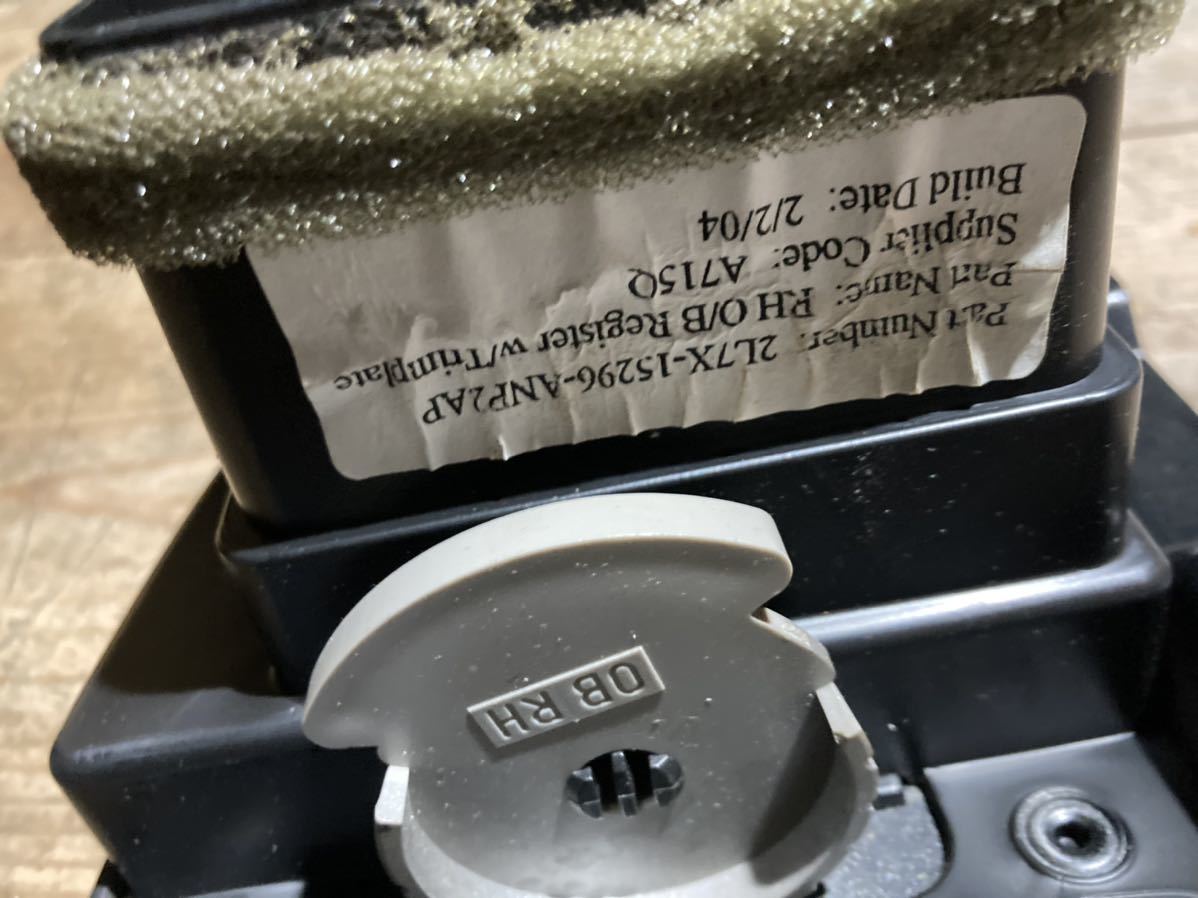 Part Number: 2L7X-15296-ANP2AP
Part Name: RH O/B Register w/Trimplate
Supplier Code: A715Q
Build Date: 2/2/04
OB RH